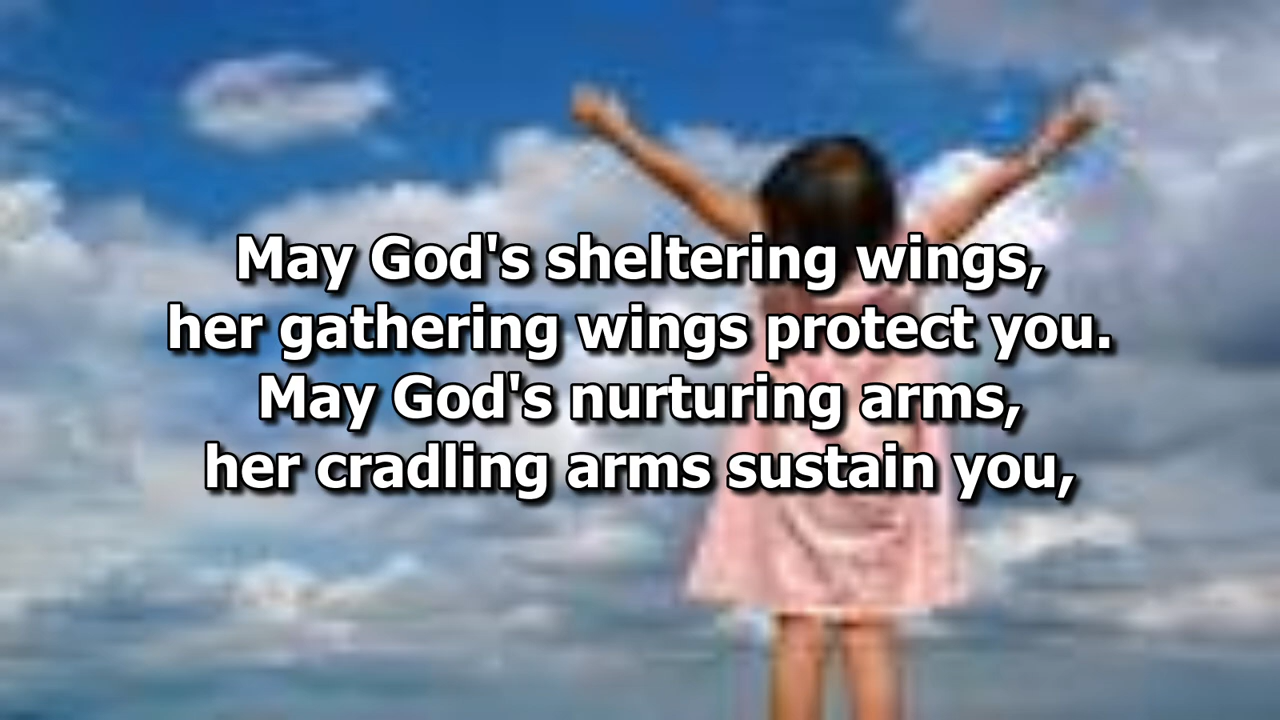 May God's sheltering wings,
her gathering wings protect you.
May God's nurturing arms,
her cradling arms sustain you,